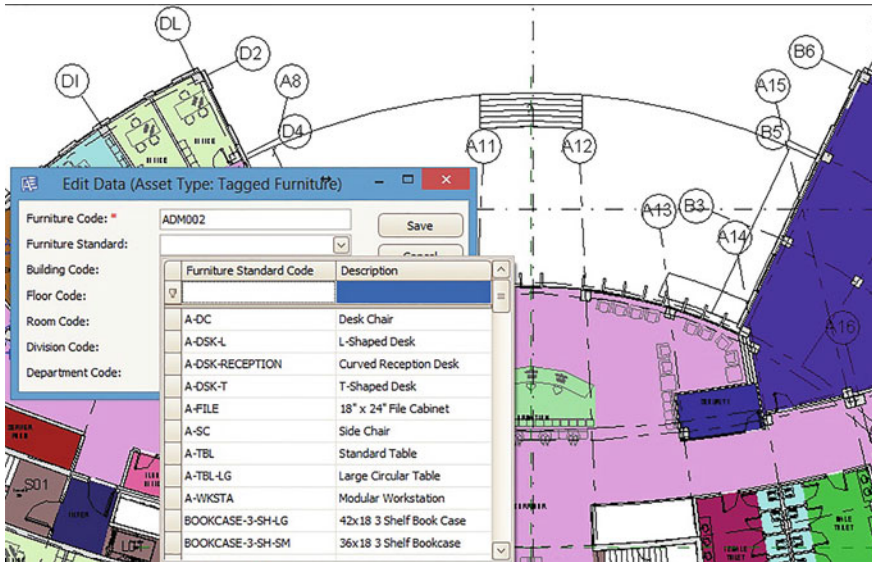 DL
D2
DI
A8
D4
A11
A12
B6
A15
B5
A13
B3
A14
A16
Edit Data (Asset Type: Tagged Furniture)
Furniture Code: * ADM002
Save
Furniture Standard:
Cancel
Building Code:
Floor Code:
Room Code:
Division Code:
Department Code:
Furniture Standard Code Description
A-DC Desk Chair
A-DSK-L L-Shaped Desk
A-DSK-RECEPTION Curved Reception Desk
A-DSK-T T-Shaped Desk
A-FILE 18" x 24" File Cabinet
A-SC Side Chair
A-TBL Standard Table
A-TBL-LG Large Circular Table
A-WKSTA Modular Workstation
BOOKCASE-3-SH-LG 42x18 3 Shelf Book Case
BOOKCASE-3-SH-SM 36x18 3 Shelf Bookcase
S01
MALE
TOILET